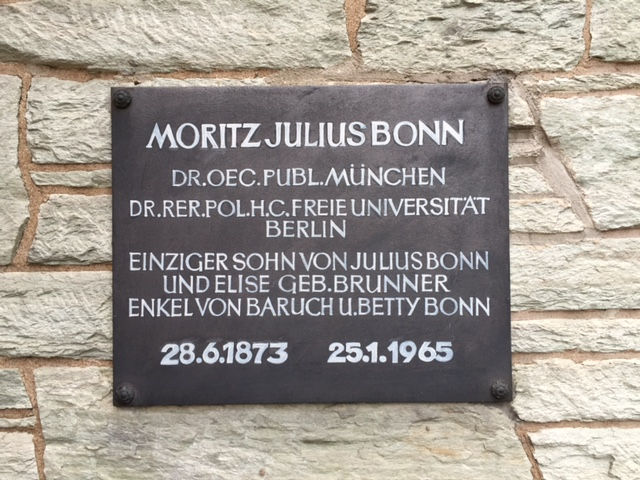 MORITZ JULIUS BONN
DR.OEC.PUBL.MÜNCHEN
DR.RER.POL.H.C.FREIE UNIVERSITÄT
BERLIN
EINZIGER SOHN VON JULIUS BONN
UND ELISE GEB.BRUNNER
ENKEL VON BARUCH U.BETTY BONN
28.6.1873 25.1.1965